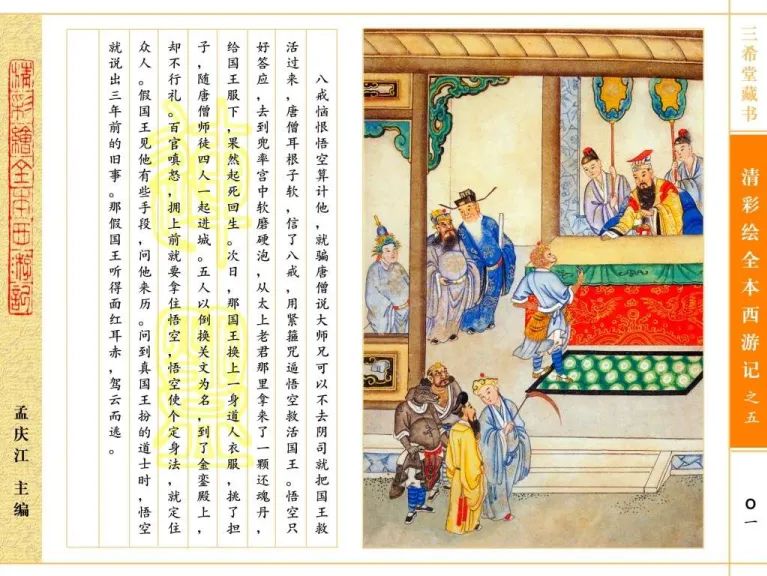 三希堂藏书
清彩绘全本西游记之五
〇一
八戒恼恨悟空算计他，就骗唐僧说大师兄可以不去阴司就把国王救
活过来，唐僧耳根子软，信了八戒，用紧箍咒逼悟空救活国王。悟空只
好答应，去到兜率宫中软磨硬泡，从太上老君那里拿来了一颗还魂丹，
给国王服下，果然起死回生。次日，那国王换上一身道人衣服，挑了担
子，随唐僧师徒四人一起进城。五人以倒换关文为名，到了金銮殿上，
却不行礼。百官嗔怒，拥上前就要拿住悟空，悟空使个定身法，就定住
众人。假国王见他有些手段，问他来历。问到真国王扮的道士时，悟空
就说出三年前的旧事。那假国王听得面红耳赤，驾云而逃。
清彩绘全本西游记
孟庆江 主编